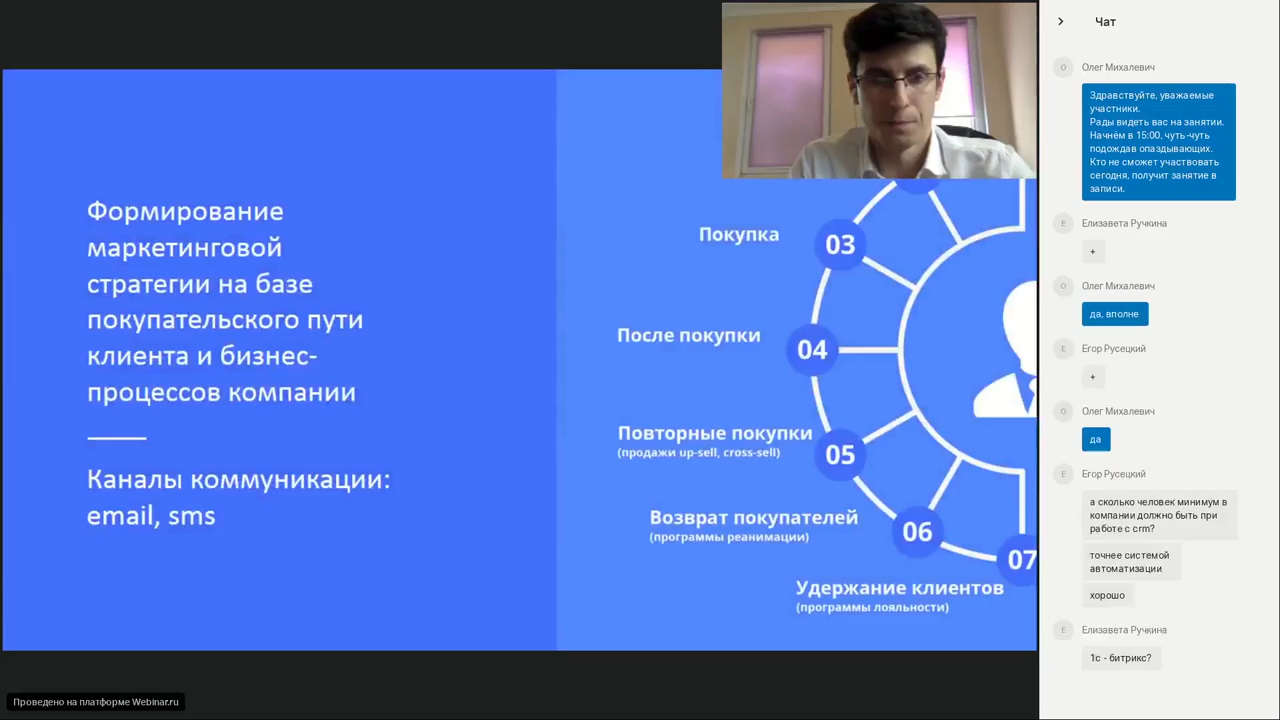 Формирование
маркетинговой
стратегии на базе
покупательского пути
клиента и бизнес-
процессов компании
Каналы коммуникации:
email, sms
Покупка
03
После покупки
04
Повторные покупки
(продажи up-sell, cross-sell)
05
Возврат покупателей
(программы реанимации)
06
07
Удержание клиентов
(программы лояльности)
Проведено на платформе Webinar.ru
Чат
О
Олег Михалевич
Здравствуйте, уважаемые
участники.
Рады видеть вас на занятии.
Начнём в 15:00, чуть-чуть
подождав опаздывающих.
Кто не сможет участвовать
сегодня, получит занятие в
записи.
Е
Елизавета Ручкина
+
О
Олег Михалевич
да, вполне
Е
Егор Русецкий
+
О
Олег Михалевич
да
Е
Егор Русецкий
а сколько человек минимум в
компании должно быть при
работе с crm?
точнее системой
автоматизации
хорошо
Е
Елизавета Ручкина
1с - битрикс?